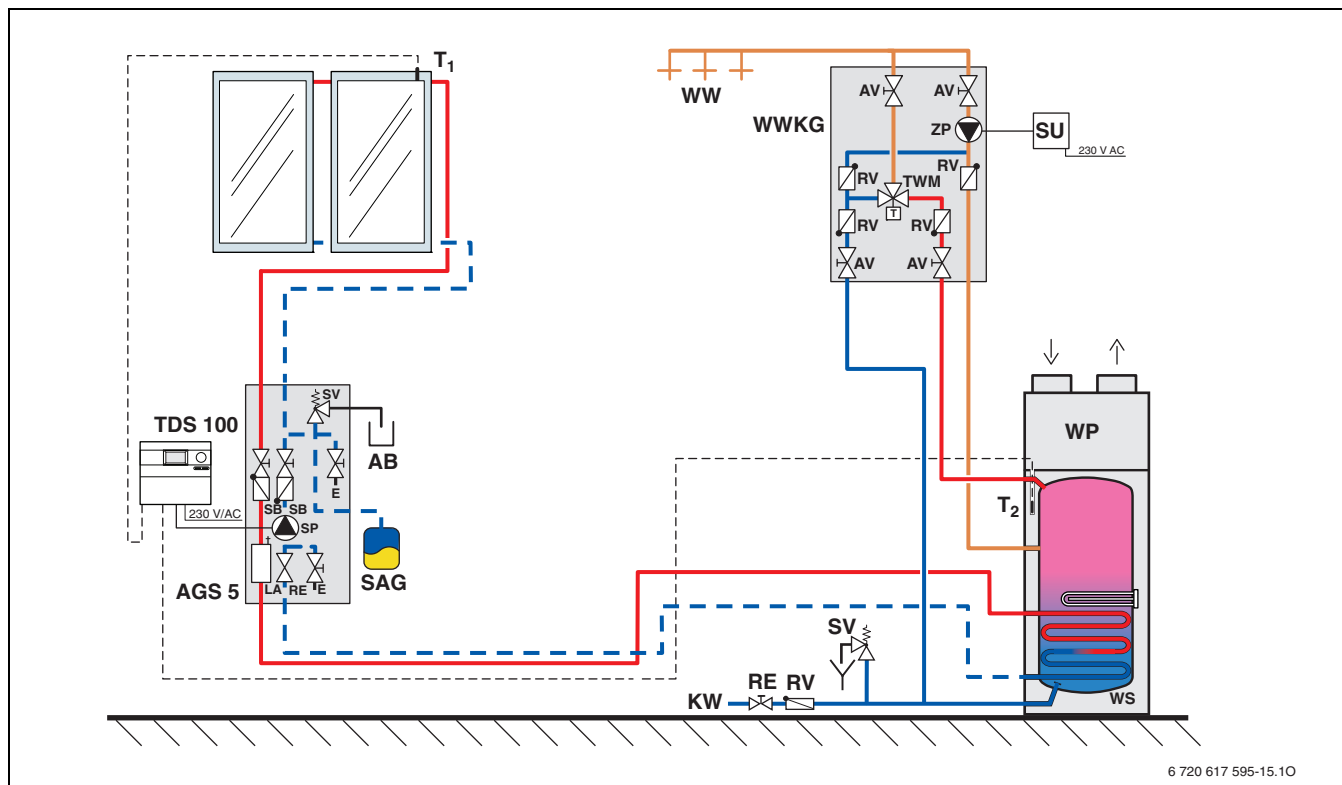 T1
WW
WWKG
AV
AV
ZP
SU
230 V AC
RV
TWM
RV
T
RV
RV
AV
AV
TDS 100
SV
AB
E
230 V/AC
SB SB
SP
SAG
AGS 5
LA RE E
WP
T2
SV
KW
RE
RV
WS
6 720 617 595-15.1O